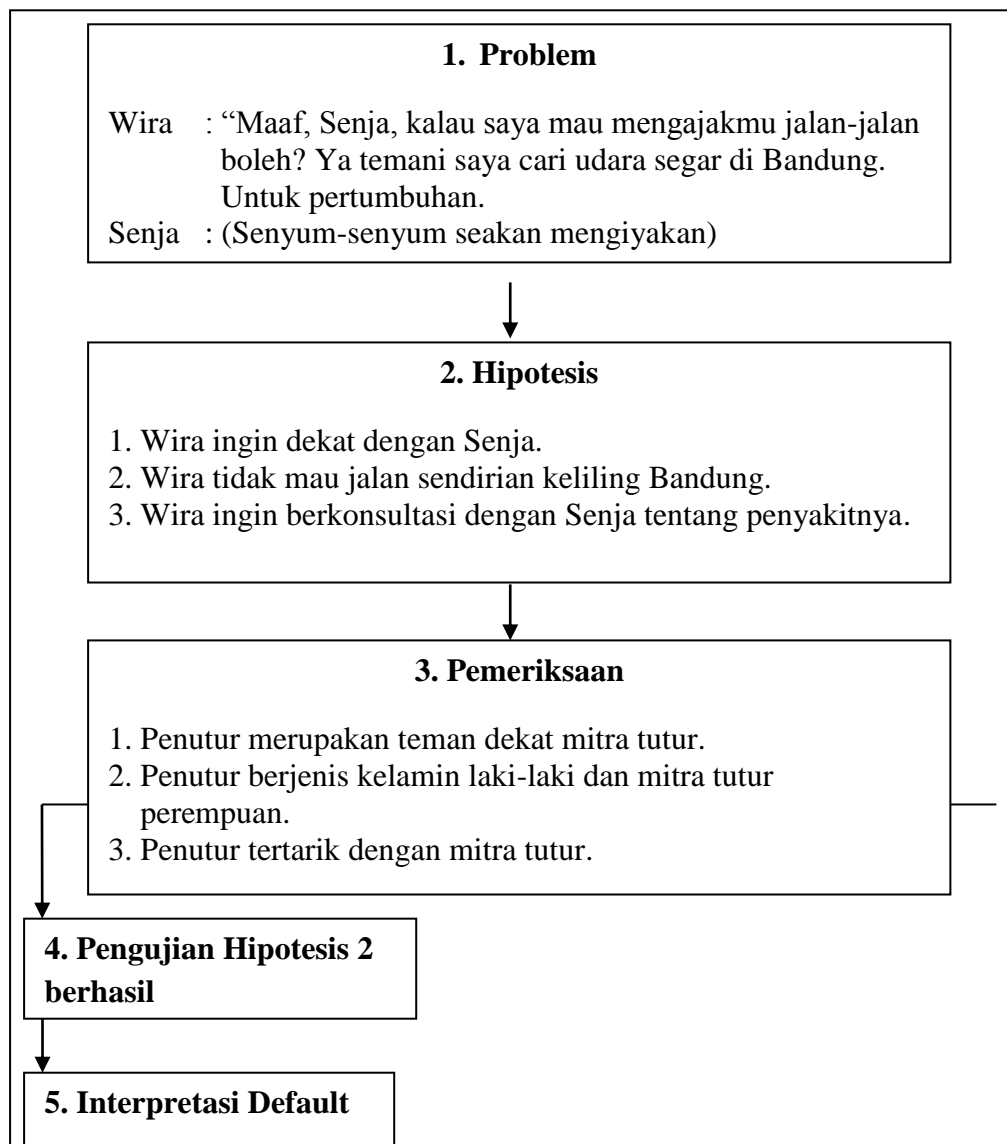 1. Problem
Wira : “Maaf, Senja, kalau saya mau mengajakmu jalan-jalan
boleh? Ya temani saya cari udara segar di Bandung.
Untuk pertumbuhan.
Senja : (Senyum-senyum seakan mengiyakan)
2. Hipotesis
1. Wira ingin dekat dengan Senja.
2. Wira tidak mau jalan sendirian keliling Bandung.
3. Wira ingin berkonsultasi dengan Senja tentang penyakitnya.
3. Pemeriksaan
1. Penutur merupakan teman dekat mitra tutur.
2. Penutur berjenis kelamin laki-laki dan mitra tutur
perempuan.
3. Penutur tertarik dengan mitra tutur.
4. Pengujian Hipotesis 2
berhasil
5. Interpretasi Default